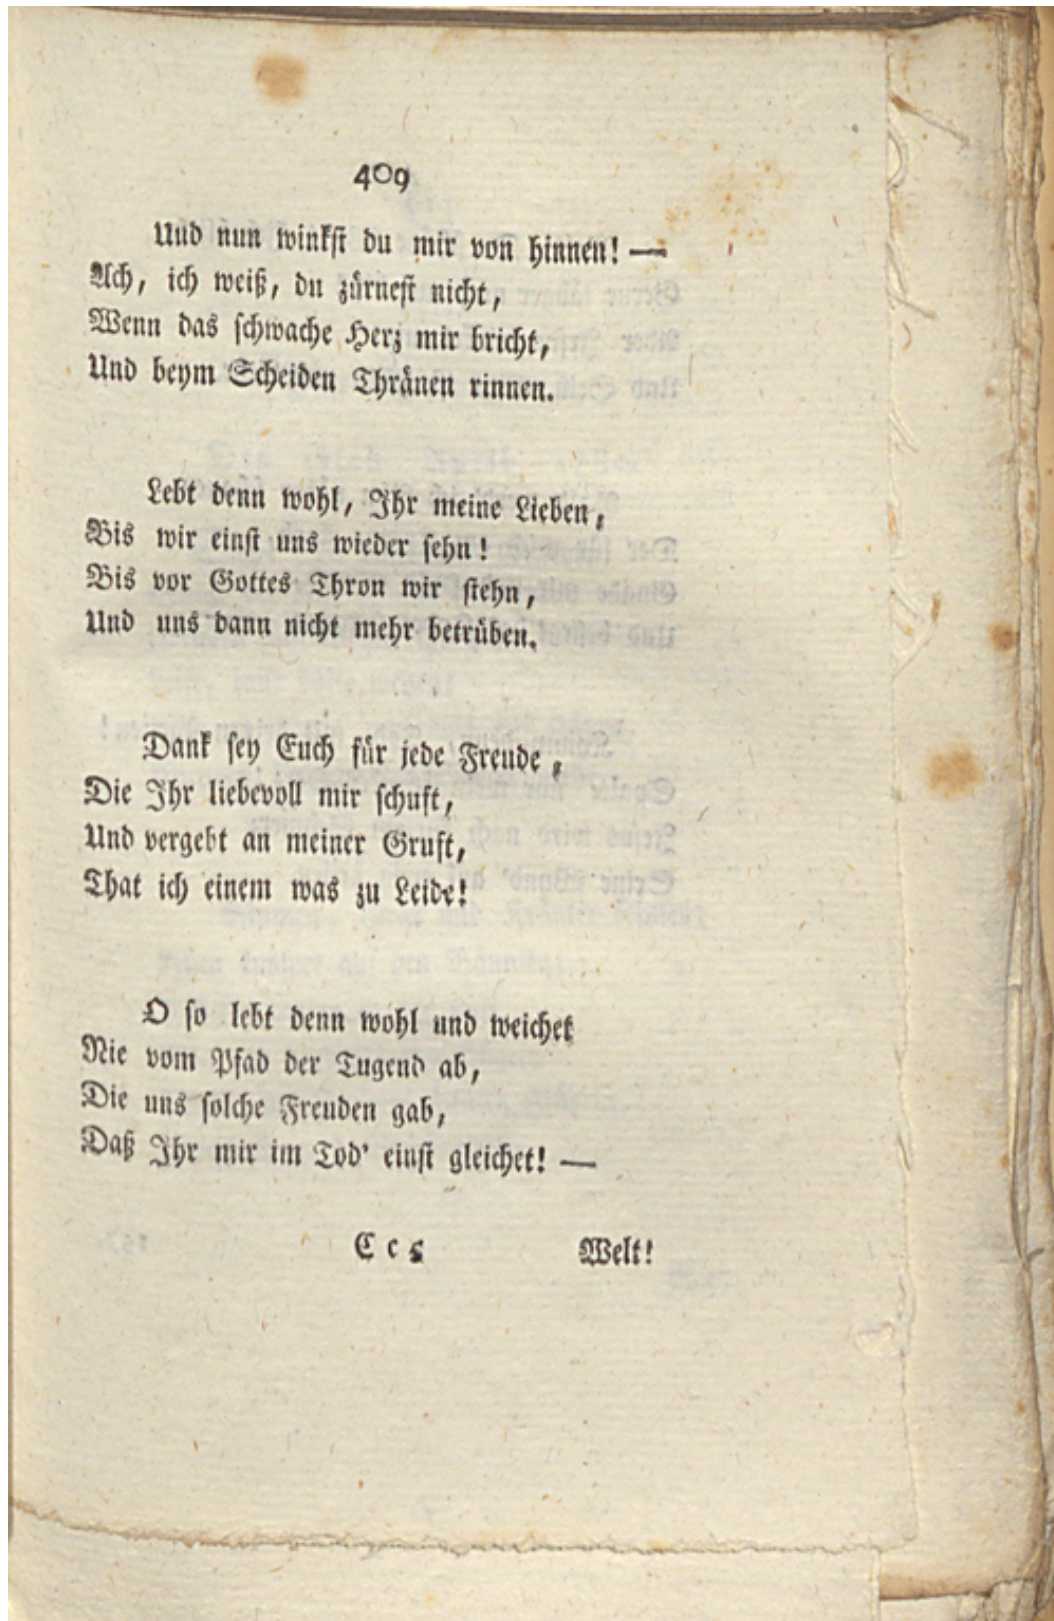 409
Und nun winkst du mir von hinnen! —
Ach, ich weiß, du zürnest nicht,
Wenn das schwache Herz mir bricht,
Und beym Scheiden Thränen rinnen.
Lebt denn wohl, Ihr meine Lieben,
Bis wir einst uns wieder sehn!
Bis vor Gottes Thron wir stehn,
Und uns dann nicht mehr betrüben.
Dank sey Euch für jede Freude,
Die Ihr liebevoll mir schuft,
Und vergebt an meiner Gruft,
That ich einem was zu Leide!
O so lebt denn wohl und weichet
Nie vom Pfad der Tugend ab,
Die uns solche Freuden gab,
Daß Ihr mir im Tod' einst gleichet! —
Welt!